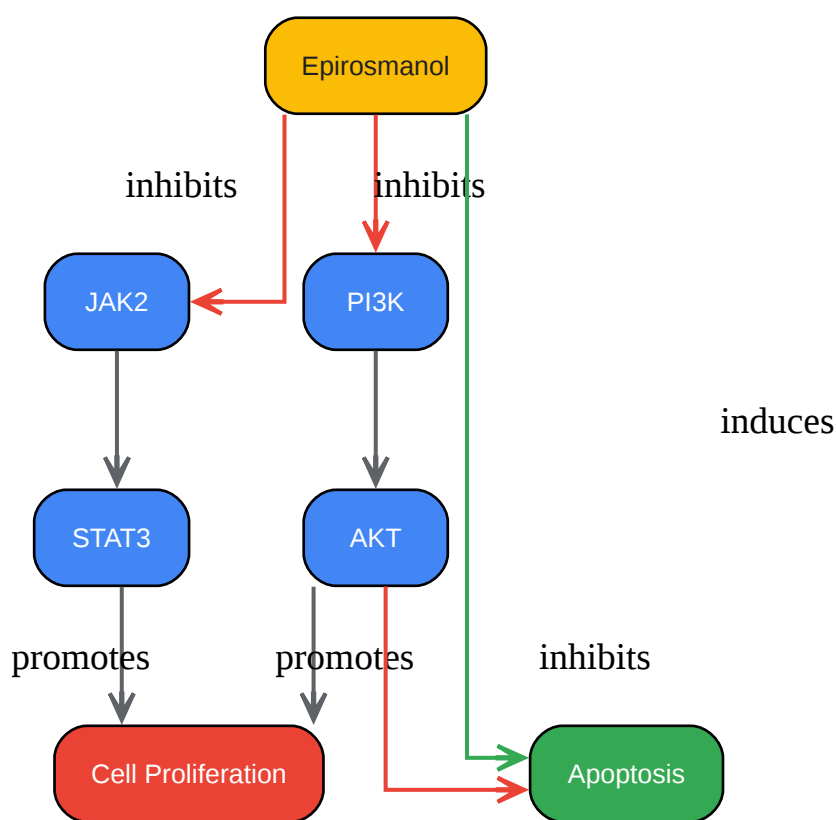 Epirosmanol
inhibits
inhibits
JAK2
PI3K
induces
STAT3
AKT
promotes
promotes
inhibits
Cell Proliferation
Apoptosis